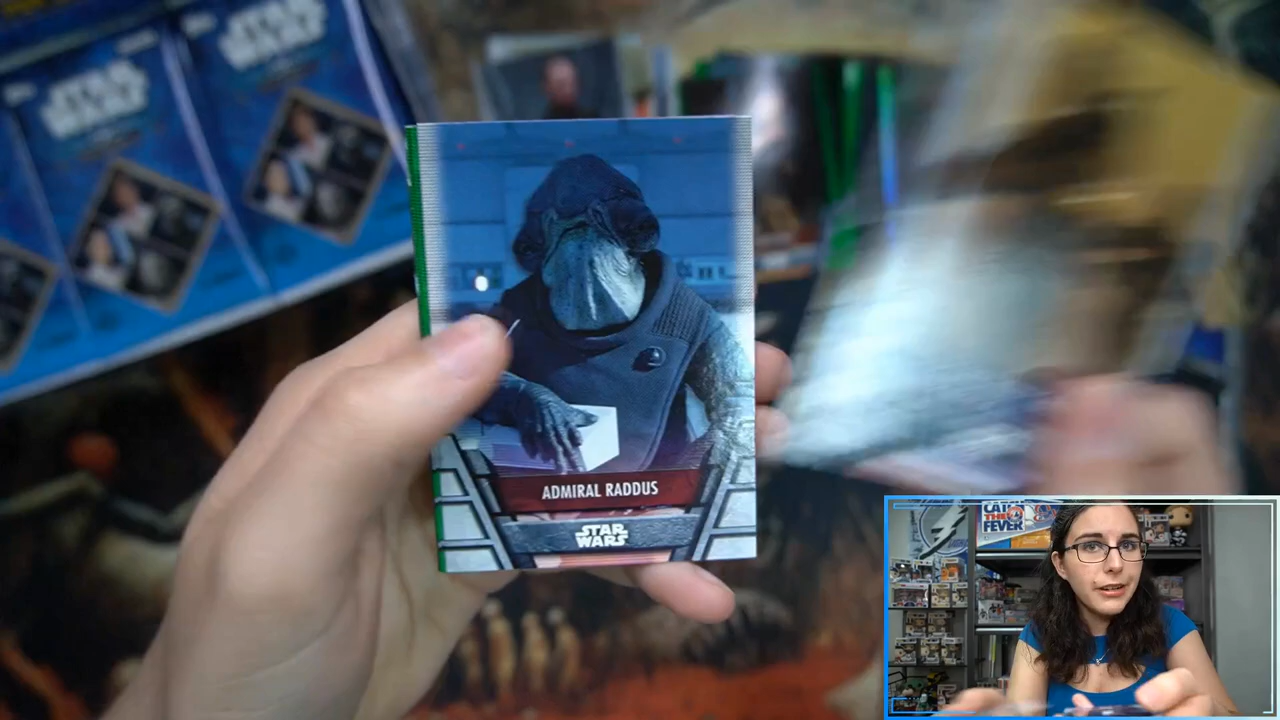 STAR
WARS
STAR
WARS
ADMIRAL RADDUS
STAR
WARS
CATCH
THE
FEVER